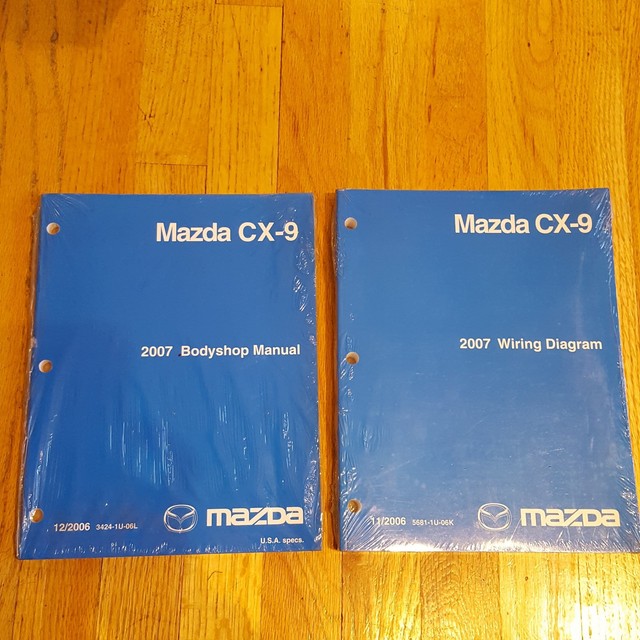 Mazda CX-9
2007 Bodyshop Manual
12/2006 3424-1U-06L
mazda
U.S.A. specs.
Mazda CX-9
2007 Wiring Diagram
11/2006 5681-1U-06K
mazda